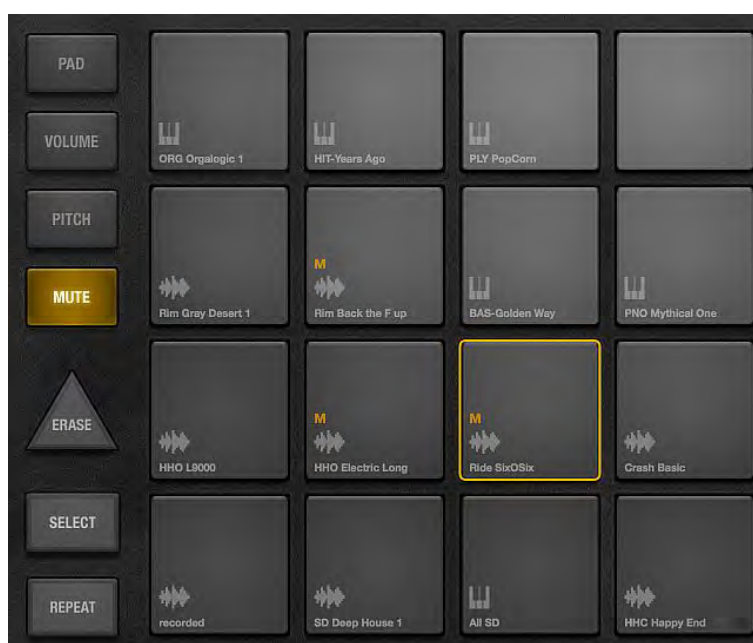 PAD
VOLUME
PITCH
MUTE
ERASE
SELECT
REPEAT
ORG Orgalogic 1
HIT-Years Ago
PLY PopCorn
Rim Gray Desert 1
M
Rim Back the F up
BAS-Golden Way
PNO Mythical One
HHO L9000
M
HHO Electric Long
M
Ride SixOSix
Crash Basic
recorded
SD Deep House 1
All SD
HHC Happy End